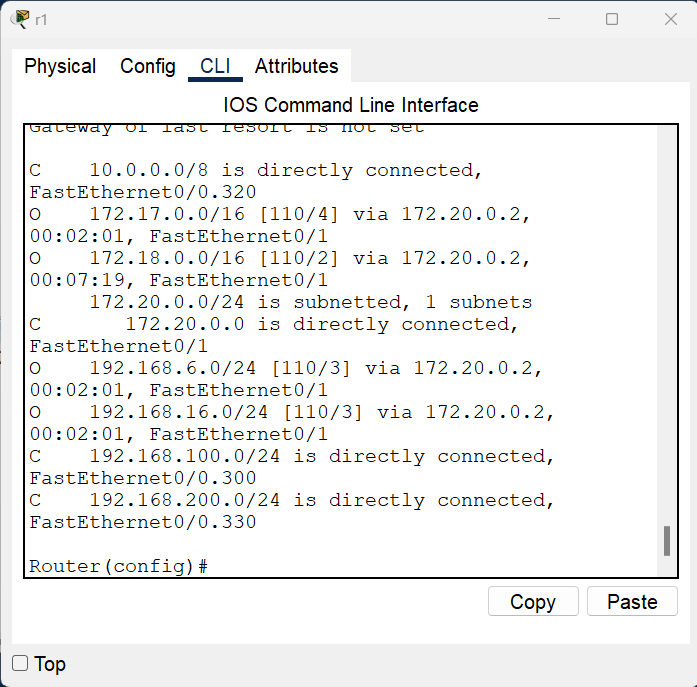 r1
Physical Config CLI Attributes
IOS Command Line Interface
Gateway of last resort is not set
C    10.0.0.0/8 is directly connected,
FastEthernet0/0.320
O    172.17.0.0/16 [110/4] via 172.20.0.2,
00:02:01, FastEthernet0/1
O    172.18.0.0/16 [110/2] via 172.20.0.2,
00:07:19, FastEthernet0/1
     172.20.0.0/24 is subnetted, 1 subnets
C       172.20.0.0 is directly connected,
FastEthernet0/1
O    192.168.6.0/24 [110/3] via 172.20.0.2,
00:02:01, FastEthernet0/1
O    192.168.16.0/24 [110/3] via 172.20.0.2,
00:02:01, FastEthernet0/1
C    192.168.100.0/24 is directly connected,
FastEthernet0/0.300
C    192.168.200.0/24 is directly connected,
FastEthernet0/0.330
Router(config)#
Copy Paste
Top